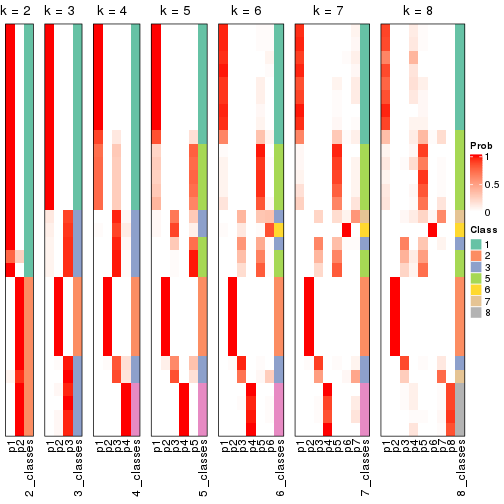 k = 2 k = 3 k = 4 k = 5 k = 6 k = 7 k = 8
Prob
1
0.5
0
Class
1
2
3
5
6
7
8
p1 p2 2_classes
p1 p2 p3 3_classes
p1 p2 p3 p4 4_classes
p1 p2 p3 p4 p5 5_classes
p1 p2 p3 p4 p5 p6 6_classes
p1 p2 p3 p4 p5 p6 p7 7_classes
p1 p2 p3 p4 p5 p6 p7 p8 8_classes